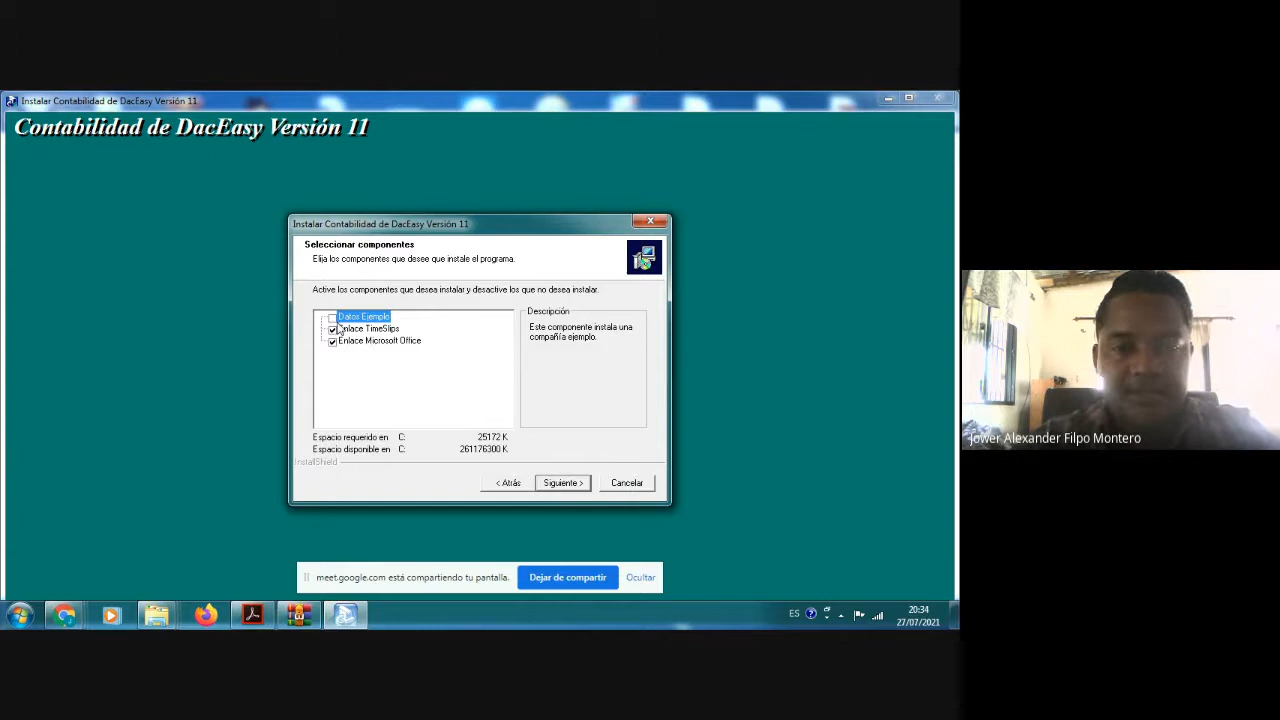 Instalar Contabilidad de DacEasy Versión 11
Contabilidad de DacEasy Versión 11
Instalar Contabilidad de DacEasy Versión 11
Seleccionar componentes
Elija los componentes que desee que instale el programa.
Active los componentes que desea instalar y desactive los que no desea instalar.
Datos Ejemplo
Enlace TimeSlips
Enlace Microsoft Office
Descripción
Este componente instala una
compañía ejemplo.
Espacio requerido en C: 25172 K
Espacio disponible en C: 261176300 K
InstallShield
< Atrás
Siguiente >
Cancelar
meet.google.com está compartiendo tu pantalla.
Dejar de compartir
Ocultar
ES
20:34
27/07/2021
Jower Alexander Filpo Montero